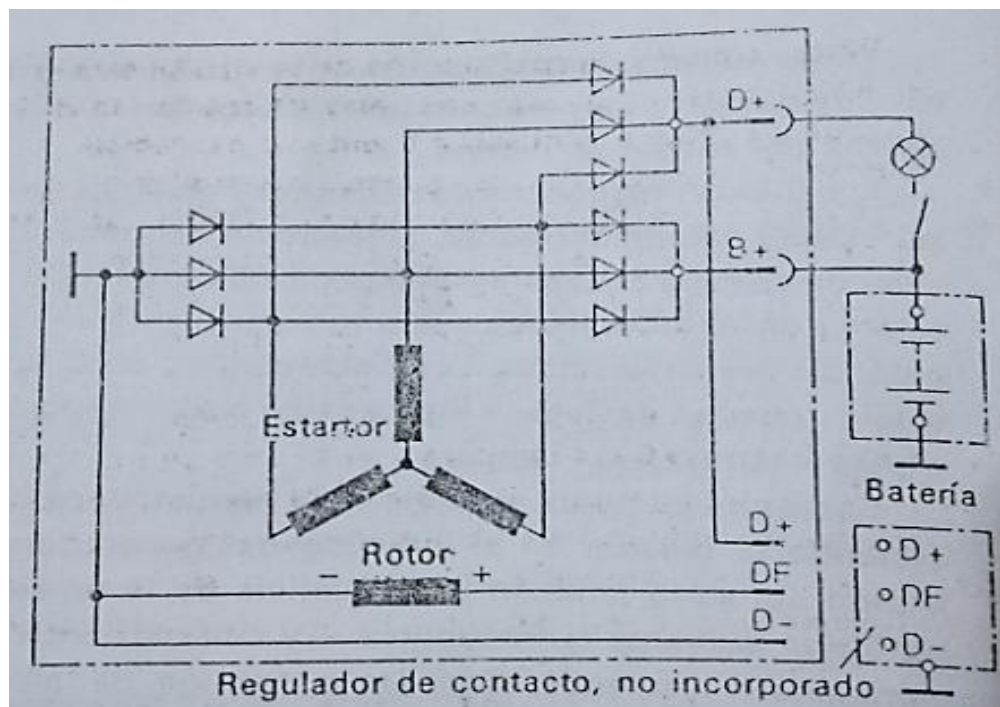 D+
B+
Estartor
Batería
Rotor
D+
- +
DF
D-
D+
DF
D-
Regulador de contacto, no incorporado